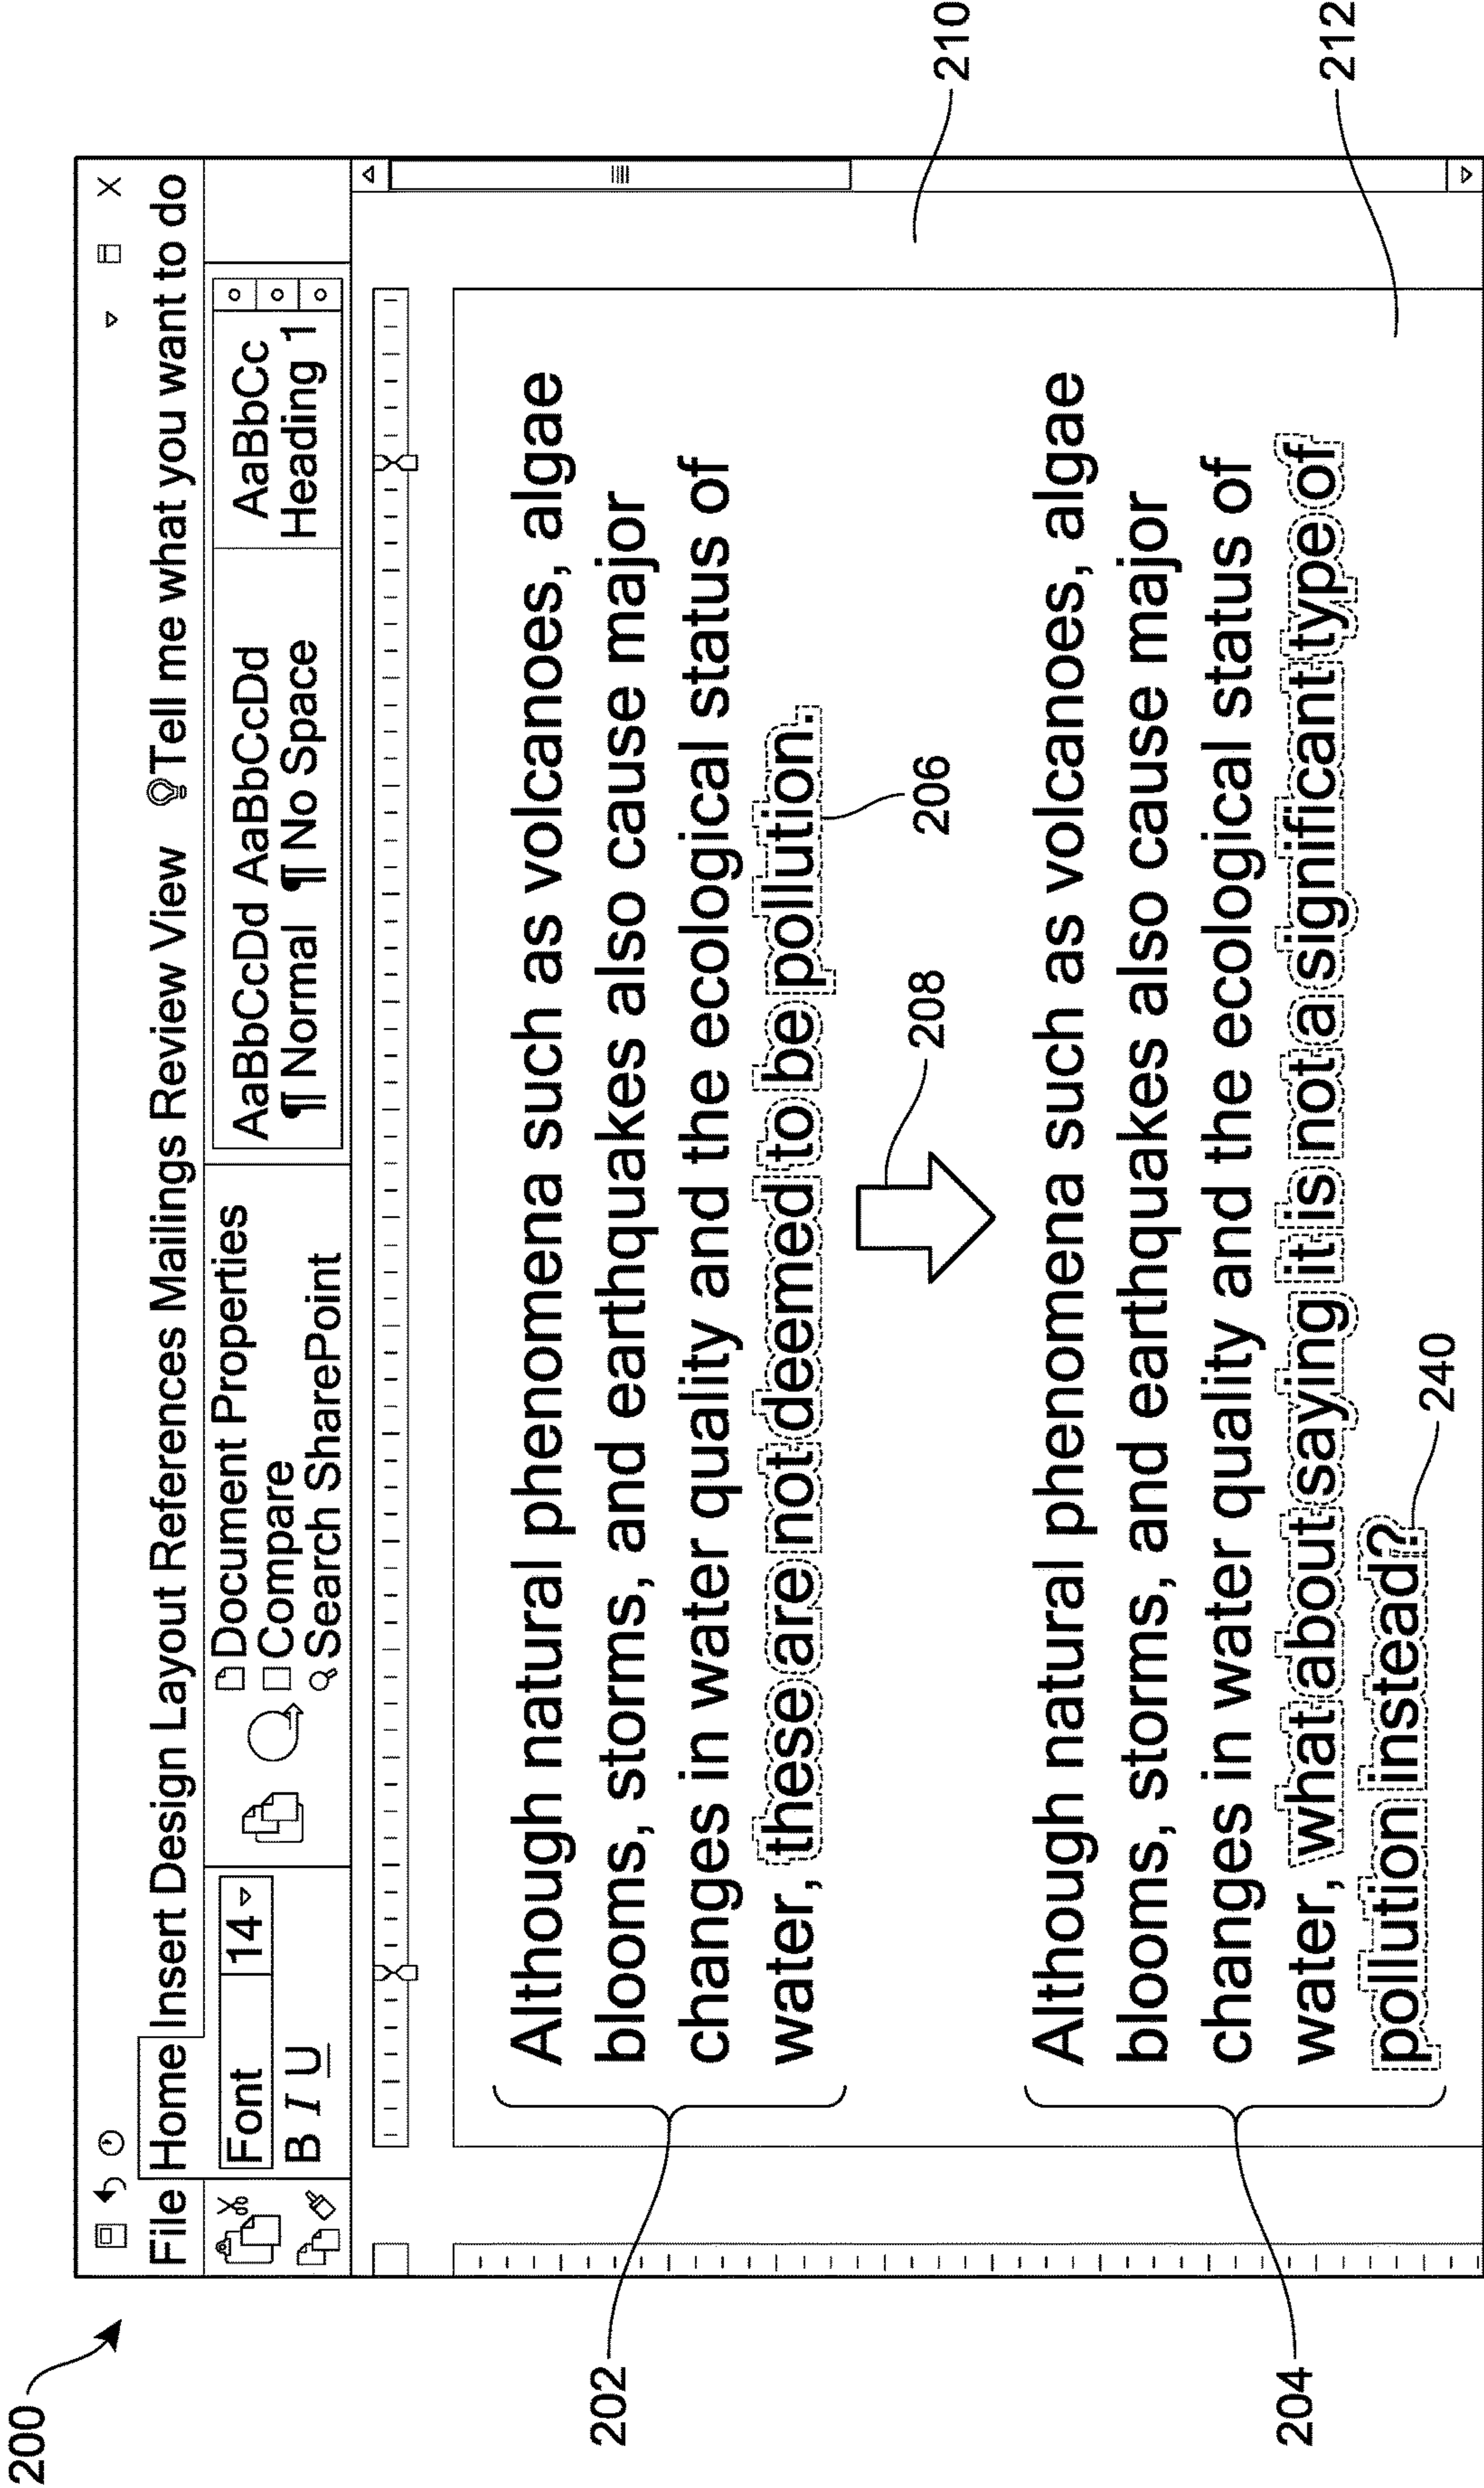 200
File Home Insert Design Layout References Mailings Review View Tell me what you want to do X
Font 14
B I U
Document Properties
Compare
Search SharePoint
AaBbCcDd AaBbCcDd AaBbCc
¶ Normal ¶ No Space Heading 1
210
202
Although natural phenomena such as volcanoes, algae
blooms, storms, and earthquakes also cause major
changes in water quality and the ecological status of
water, these are not deemed to be pollution.
206
208
204
Although natural phenomena such as volcanoes, algae
blooms, storms, and earthquakes also cause major
changes in water quality and the ecological status of
water, what about saying it is not a significant type of
pollution instead?
240
212